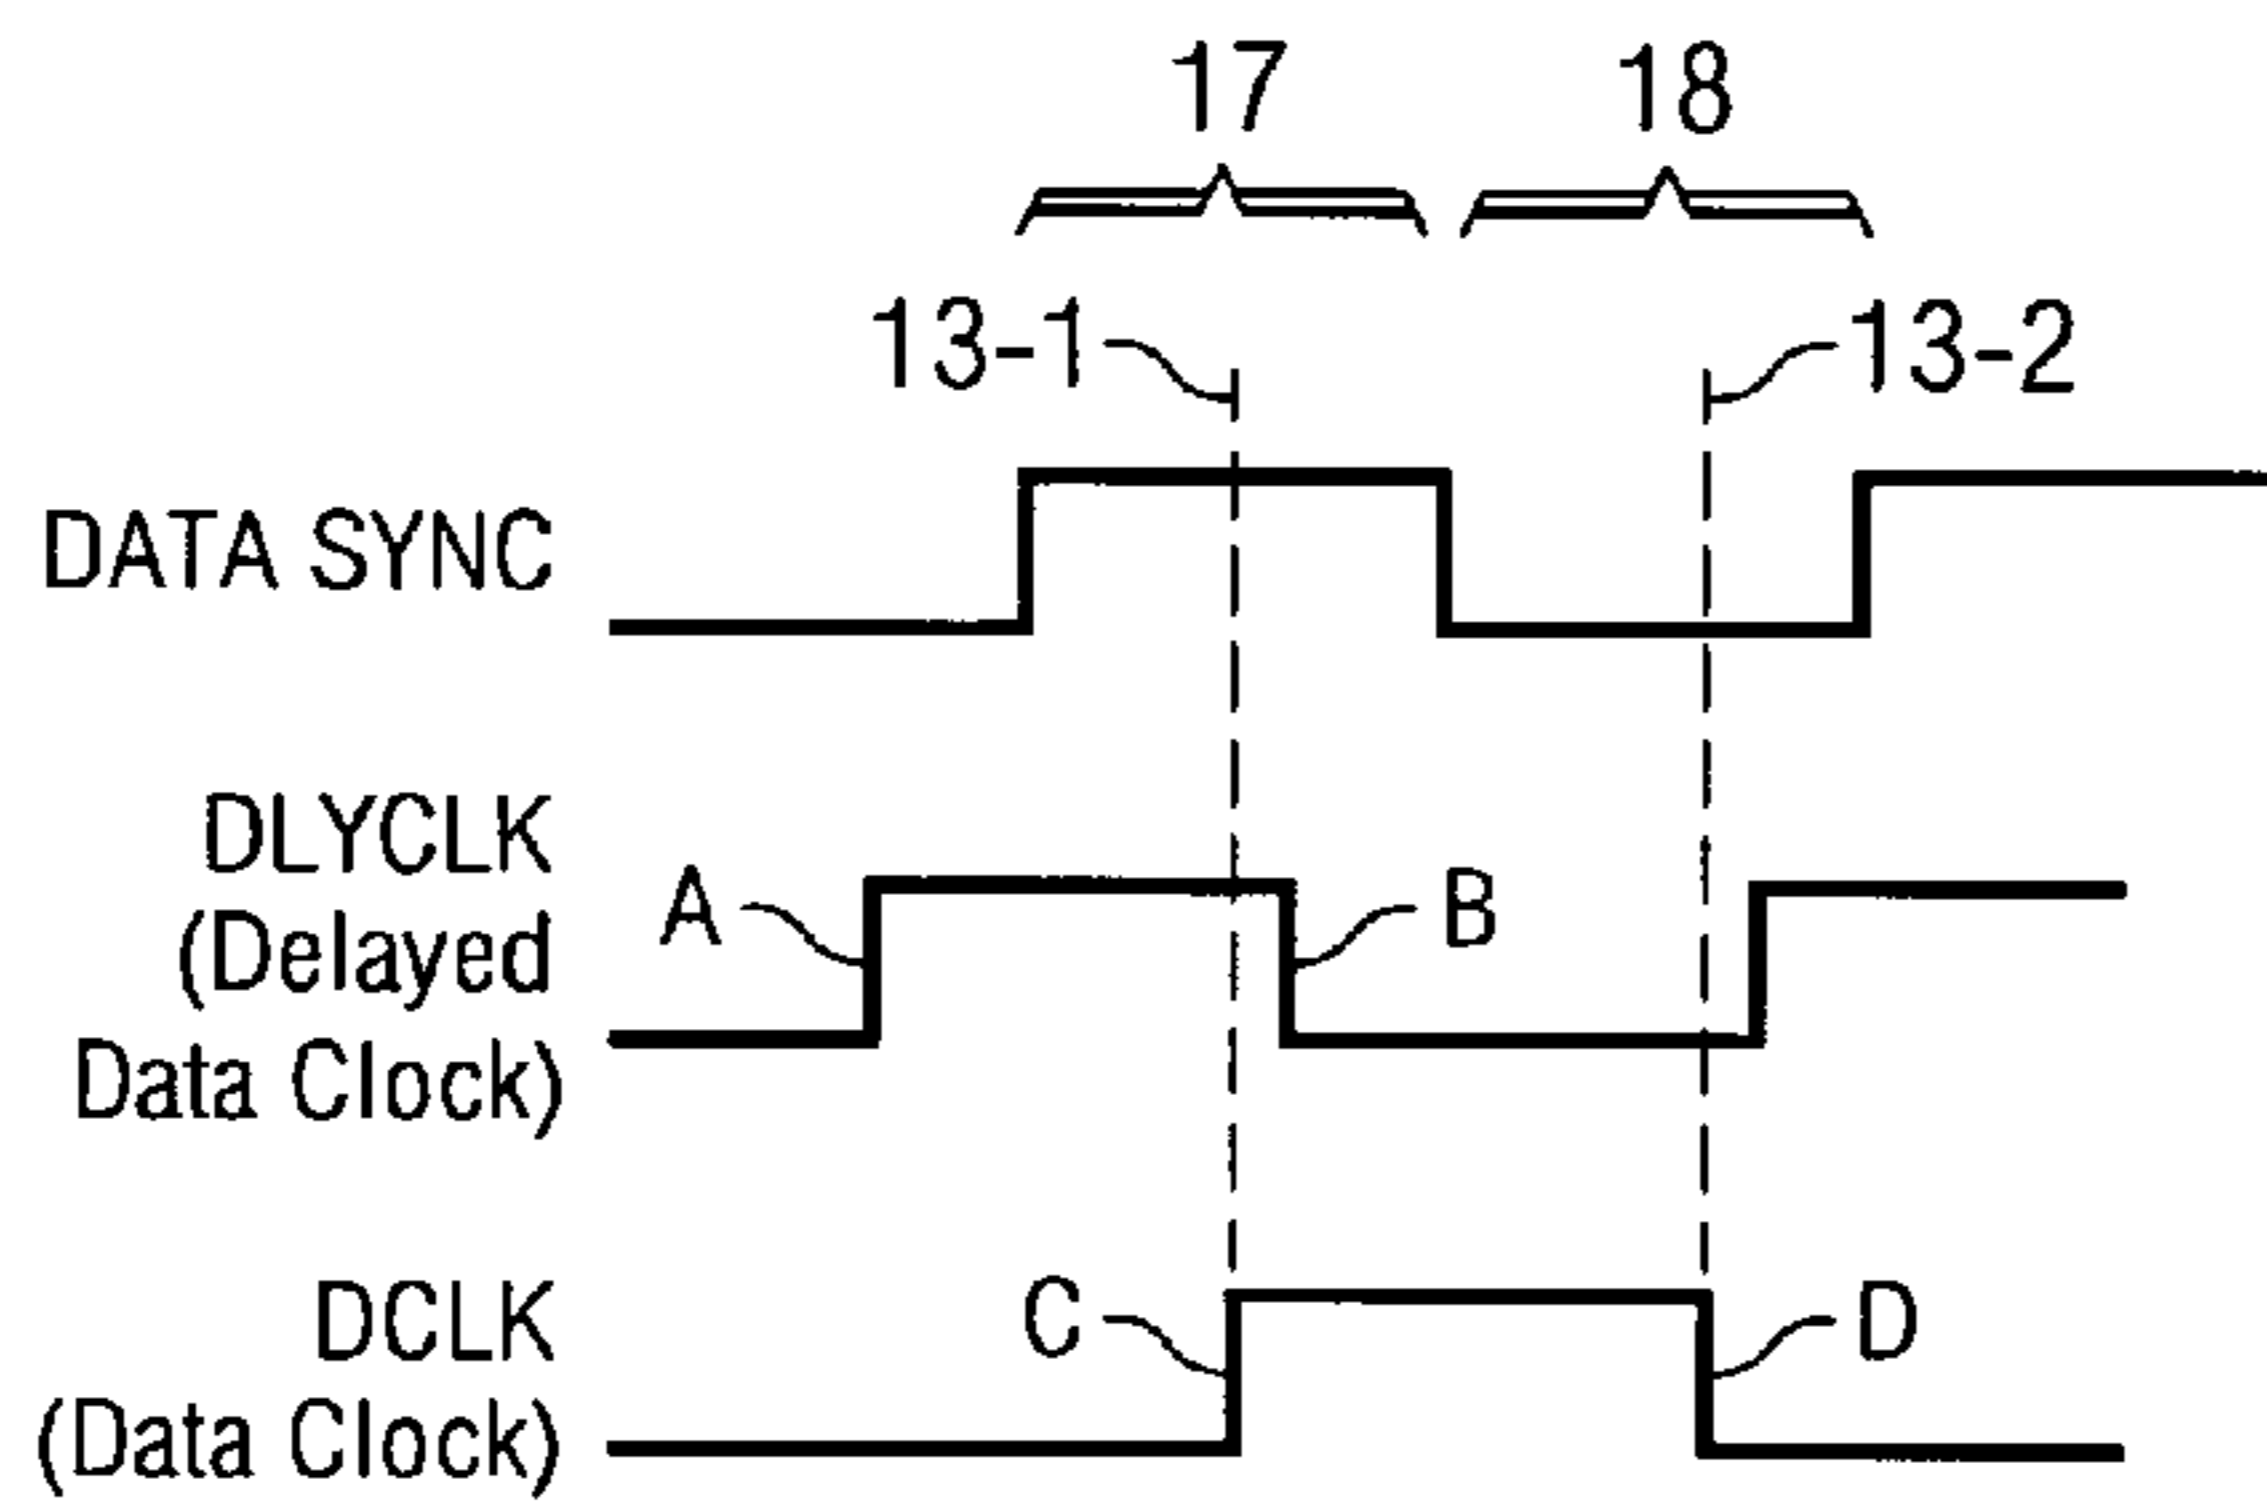 17
18
13-1
13-2
DATA SYNC
DLYCLK
(Delayed
Data Clock)
A
B
DCLK
(Data Clock)
C
D